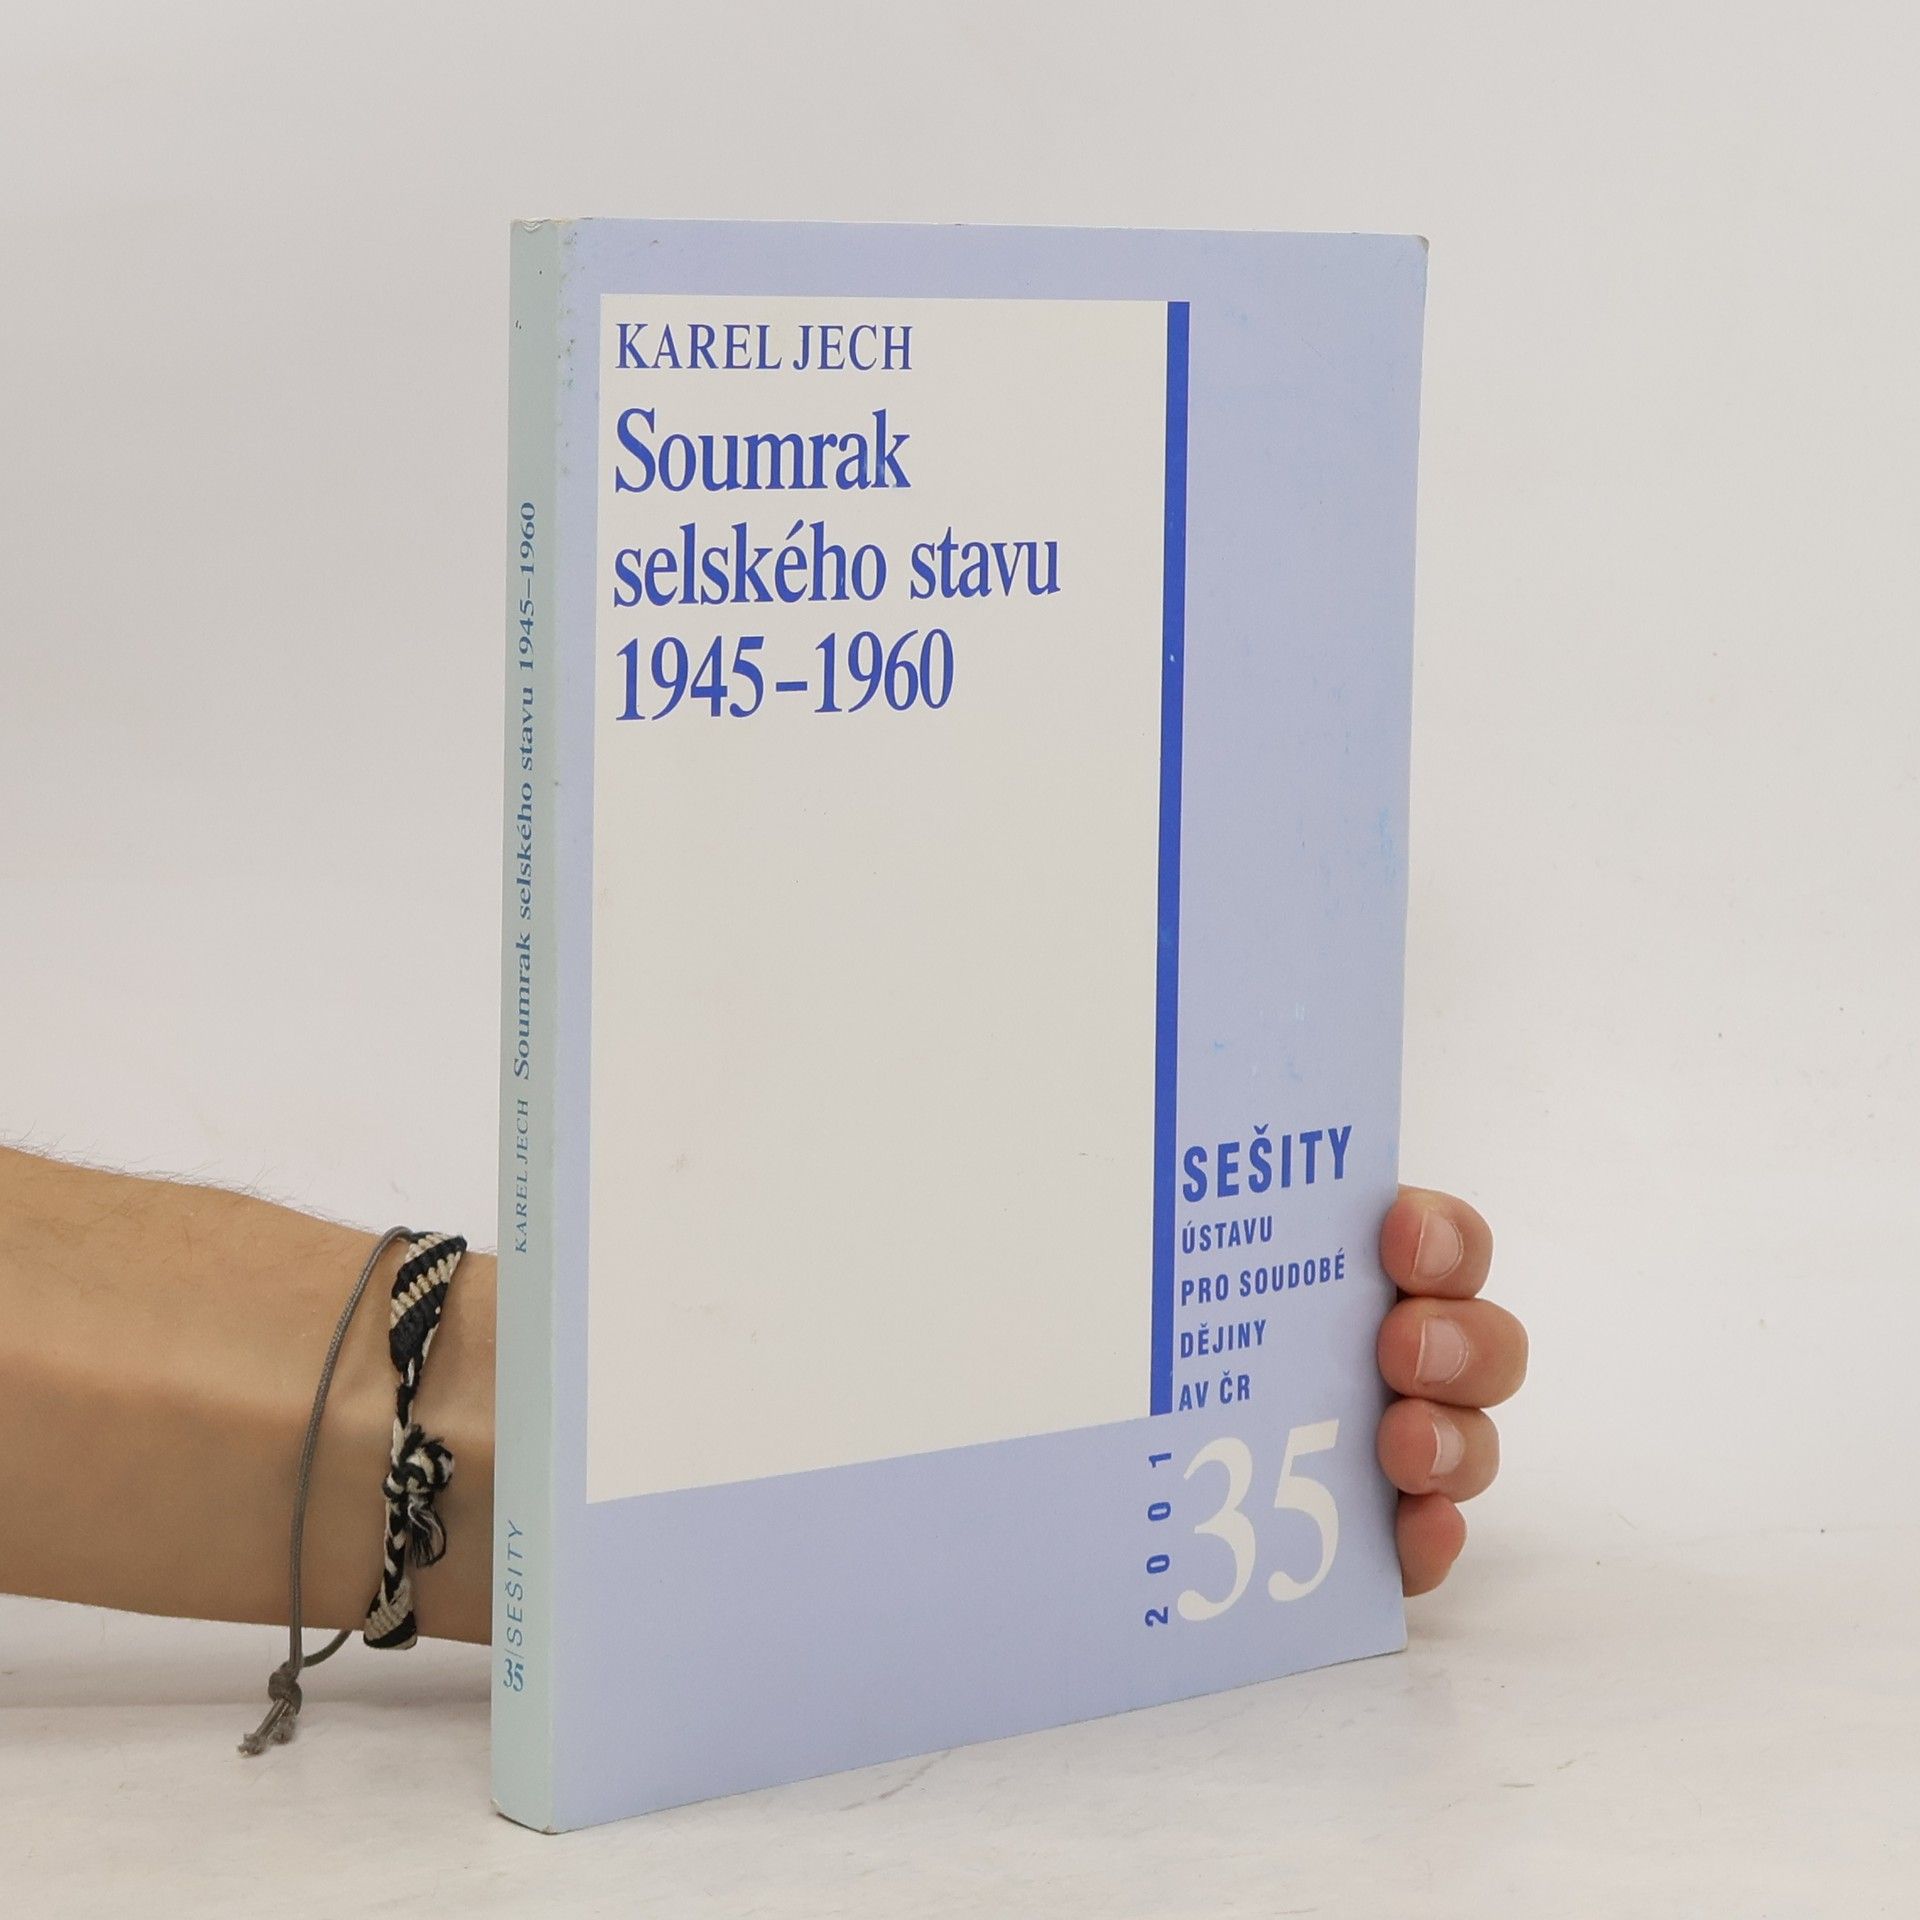 KAREL JECH
Soumrak
selského stavu
1945–1960
SEŠITY
ÚSTAVU
PRO SOUDOBÉ
DĚJINY
AV ČR
2001
35
KAREL JECH Soumrak selského stavu 1945–1960
35/SEŠITY